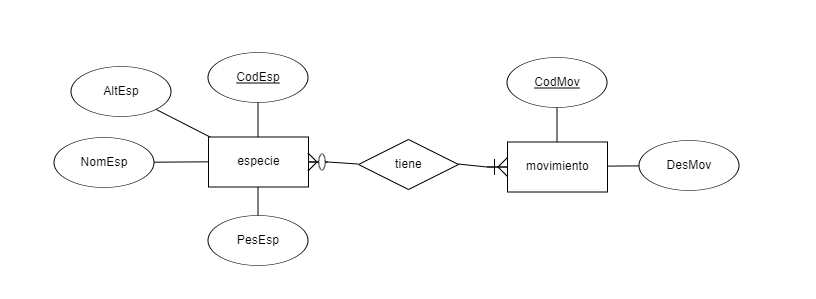 AltEsp
CodEsp
CodMov
NomEsp
especie
tiene
movimiento
DesMov
PesEsp